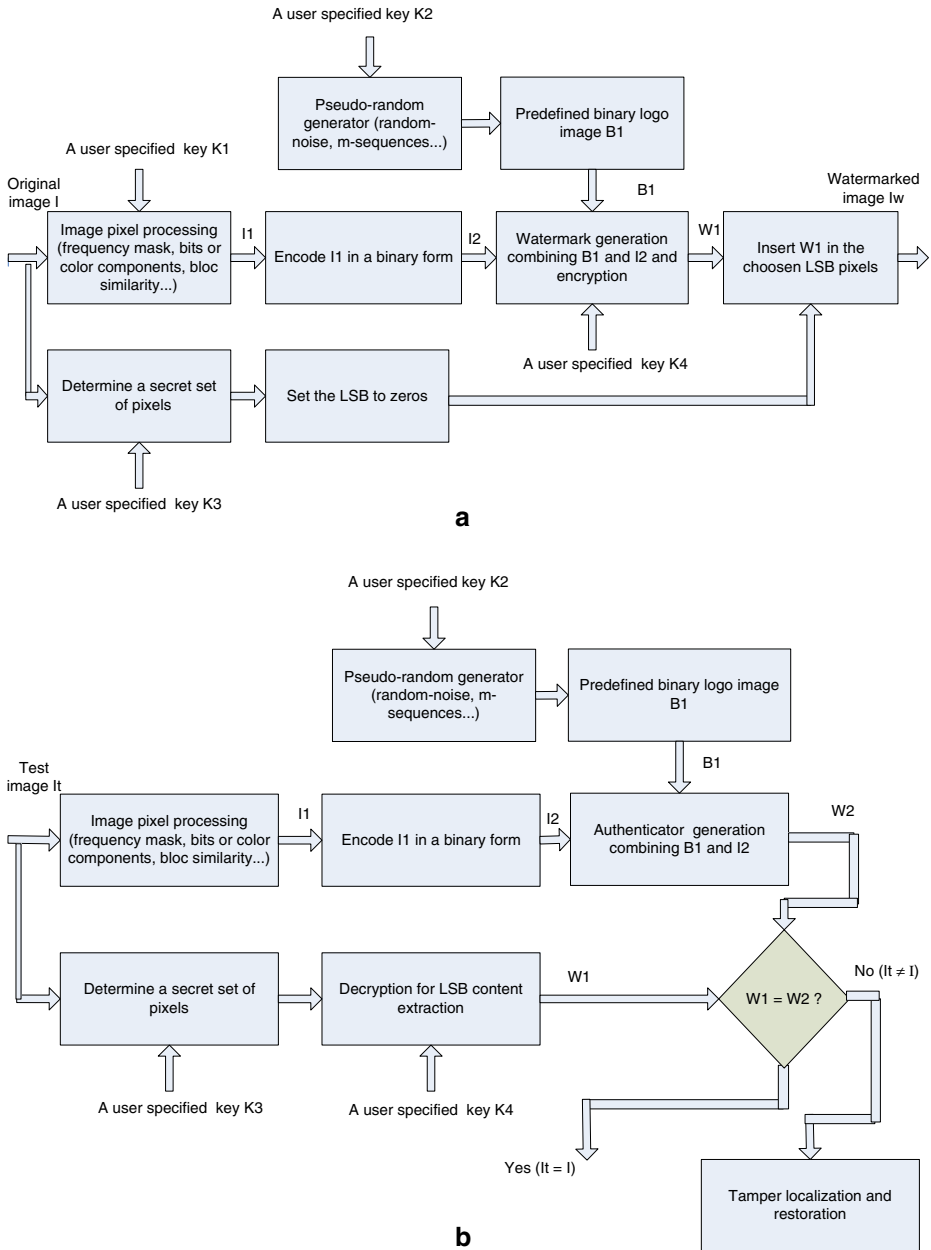 A user specified key K2
Pseudo-random
generator (random-
noise, m-sequences...)
Predefined binary logo
image B1
A user specified key K1
B1
Original
image I
Watermarked
image Iw
Image pixel processing
(frequency mask, bits or
color components, bloc
similarity...)
I1
Encode I1 in a binary form
I2
Watermark generation
combining B1 and I2 and
encryption
W1
Insert W1 in the
choosen LSB pixels
A user specified key K4
Determine a secret set
of pixels
Set the LSB to zeros
A user specified key K3
a
A user specified key K2
Pseudo-random generator
(random-noise, m-
sequences...)
Predefined binary logo image
B1
B1
Test
image It
Image pixel processing
(frequency mask, bits or color
components, bloc similarity...)
I1
Encode I1 in a binary form
I2
Authenticator generation
combining B1 and I2
W2
Determine a secret set of
pixels
Decryption for LSB content
extraction
W1
W1 = W2 ?
No (It ≠ I)
A user specified key K3
A user specified key K4
Yes (It = I)
Tamper localization and
restoration
b